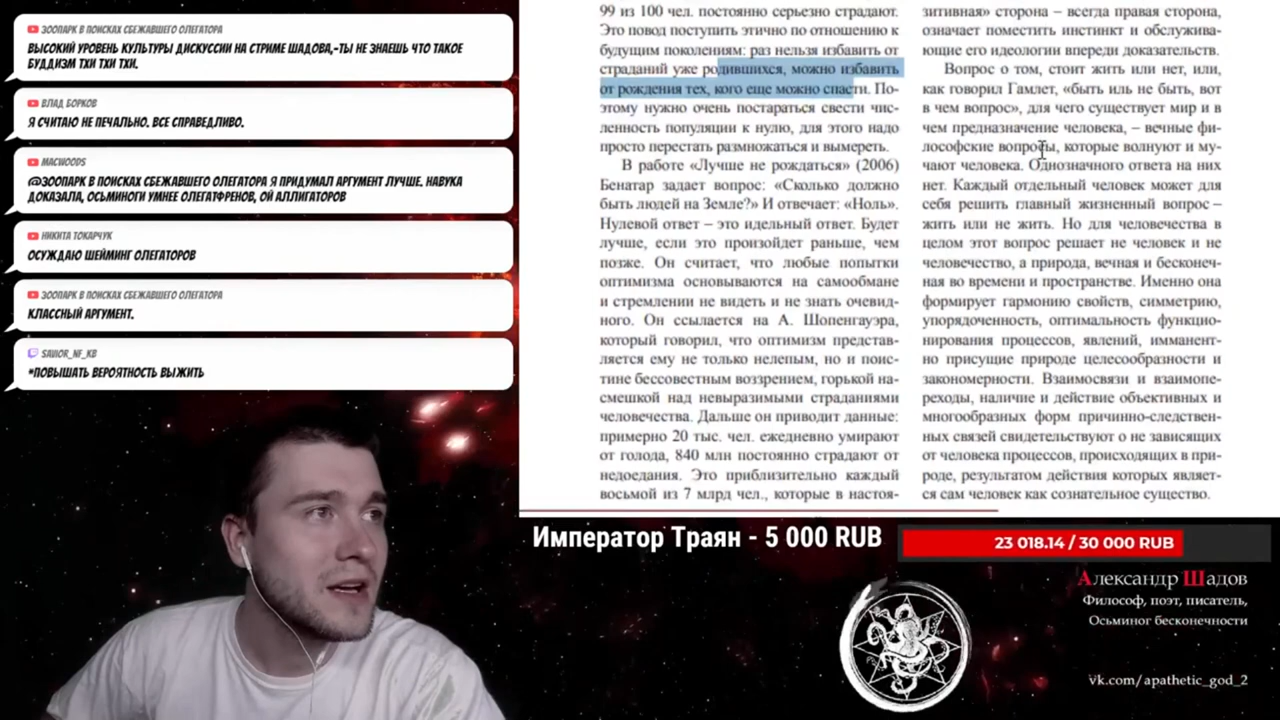 ЗООПАРК В ПОИСКАХ СБЕЖАВШЕГО ОЛЕГАТОРА
ВЫСОКИЙ УРОВЕНЬ КУЛЬТУРЫ ДИСКУССИИ НА СТРИМЕ ШАДОВА,-ТЫ НЕ ЗНАЕШЬ ЧТО ТАКОЕ
БУДДИЗМ ТХИ ТХИ ТХИ.
ВЛАД БОРКОВ
Я СЧИТАЮ НЕ ПЕЧАЛЬНО. ВСЕ СПРАВЕДЛИВО.
MACWOODS
@ЗООПАРК В ПОИСКАХ СБЕЖАВШЕГО ОЛЕГАТОРА Я ПРИДУМАЛ АРГУМЕНТ ЛУЧШЕ. НАВУКА
ДОКАЗАЛА, ОСЬМИНОГИ УМНЕЕ ОЛЕГАТФРЕНОВ, ОЙ АЛЛИГАТОРОВ
НИКИТА ТОКАРЧУК
ОСУЖДАЮ ШЕЙМИНГ ОЛЕГАТОРОВ
ЗООПАРК В ПОИСКАХ СБЕЖАВШЕГО ОЛЕГАТОРА
КЛАССНЫЙ АРГУМЕНТ.
SAVIOR_NF_KB
*ПОВЫШАТЬ ВЕРОЯТНОСТЬ ВЫЖИТЬ
99 из 100 чел. постоянно серьезно страдают.
Это повод поступить этично по отношению к
будущим поколениям: раз нельзя избавить от
страданий уже родившихся, можно избавить
от рождения тех, кого еще можно спасти. По-
этому нужно очень постараться свести чис-
ленность популяции к нулю, для этого надо
просто перестать размножаться и вымереть.
В работе «Лучше не рождаться» (2006)
Бенатар задает вопрос: «Сколько должно
быть людей на Земле?» И отвечает: «Ноль».
Нулевой ответ – это идельный ответ. Будет
лучше, если это произойдет раньше, чем
позже. Он считает, что любые попытки
оптимизма основываются на самообмане
и стремлении не видеть и не знать очевид-
ного. Он ссылается на А. Шопенгауэра,
который говорил, что оптимизм представ-
ляется ему не только нелепым, но и поис-
тине бессовестным воззрением, горькой на-
смешкой над невыразимыми страданиями
человечества. Дальше он приводит данные:
примерно 20 тыс. чел. ежедневно умирают
от голода, 840 млн постоянно страдают от
недоедания. Это приблизительно каждый
восьмой из 7 млрд чел., которые в настоя-
зитивная» сторона – всегда правая сторона,
означает поместить инстинкт и обслужива-
ющие его идеологии впереди доказательств.
Вопрос о том, стоит жить или нет, или,
как говорил Гамлет, «быть иль не быть, вот
в чем вопрос», для чего существует мир и в
чем предназначение человека, – вечные фи-
лософские вопросы, которые волнуют и му-
чают человека. Однозначного ответа на них
нет. Каждый отдельный человек может для
себя решить главный жизненный вопрос –
жить или не жить. Но для человечества в
целом этот вопрос решает не человек и не
человечество, а природа, вечная и бесконеч-
ная во времени и пространстве. Именно она
формирует гармонию свойств, симметрию,
упорядоченность, оптимальность функцио-
нирования процессов, явлений, имманент-
но присущие природе целесообразности и
закономерности. Взаимосвязи и взаимопе-
реходы, наличие и действие объективных и
многообразных форм причинно-следствен-
ных связей свидетельствуют о не зависящих
от человека процессов, происходящих в при-
роде, результатом действия которых являет-
ся сам человек как сознательное существо.
Император Траян - 5 000 RUB
23 018.14 / 30 000 RUB
Александр Шадов
Философ, поэт, писатель,
Осьминог бесконечности
vk.com/apathetic_god_2